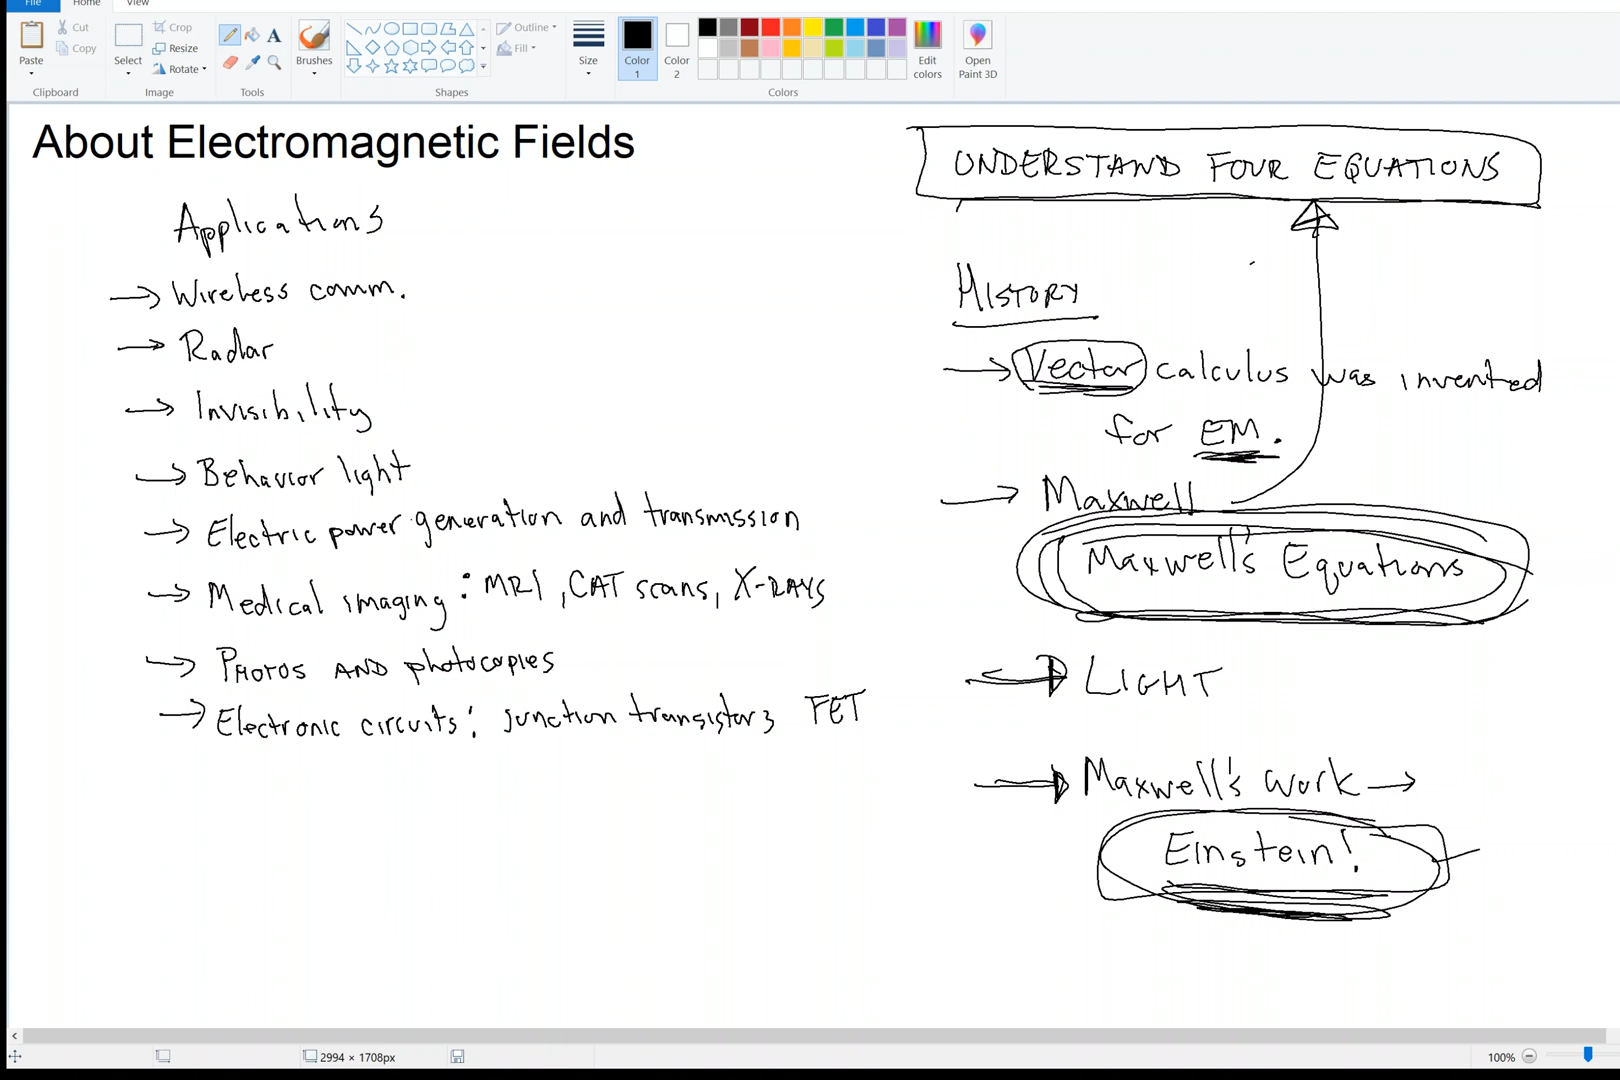 File
Home
View
Paste
Cut
Copy
Clipboard
Select
Crop
Resize
Rotate
Image
Tools
Brushes
Shapes
Outline
Fill
Size
Color
1
Color
2
Colors
Edit
colors
Open
Paint 3D
About Electromagnetic Fields
Applications
→ Wireless comm.
→ Radar
→ Invisibility
→ Behavior light
→ Electric power generation and transmission
→ Medical imaging : MRI , CAT scans, X-RAYS
→ PHOTOS AND photocopies
→ Electronic circuits : junction transistors FET
UNDERSTAND FOUR EQUATIONS
HISTORY
→ Vector calculus was invented
for EM.
→ Maxwell
Maxwell's Equations
→ LIGHT
→ Maxwell's work →
Einstein!
2994 × 1708px
100%